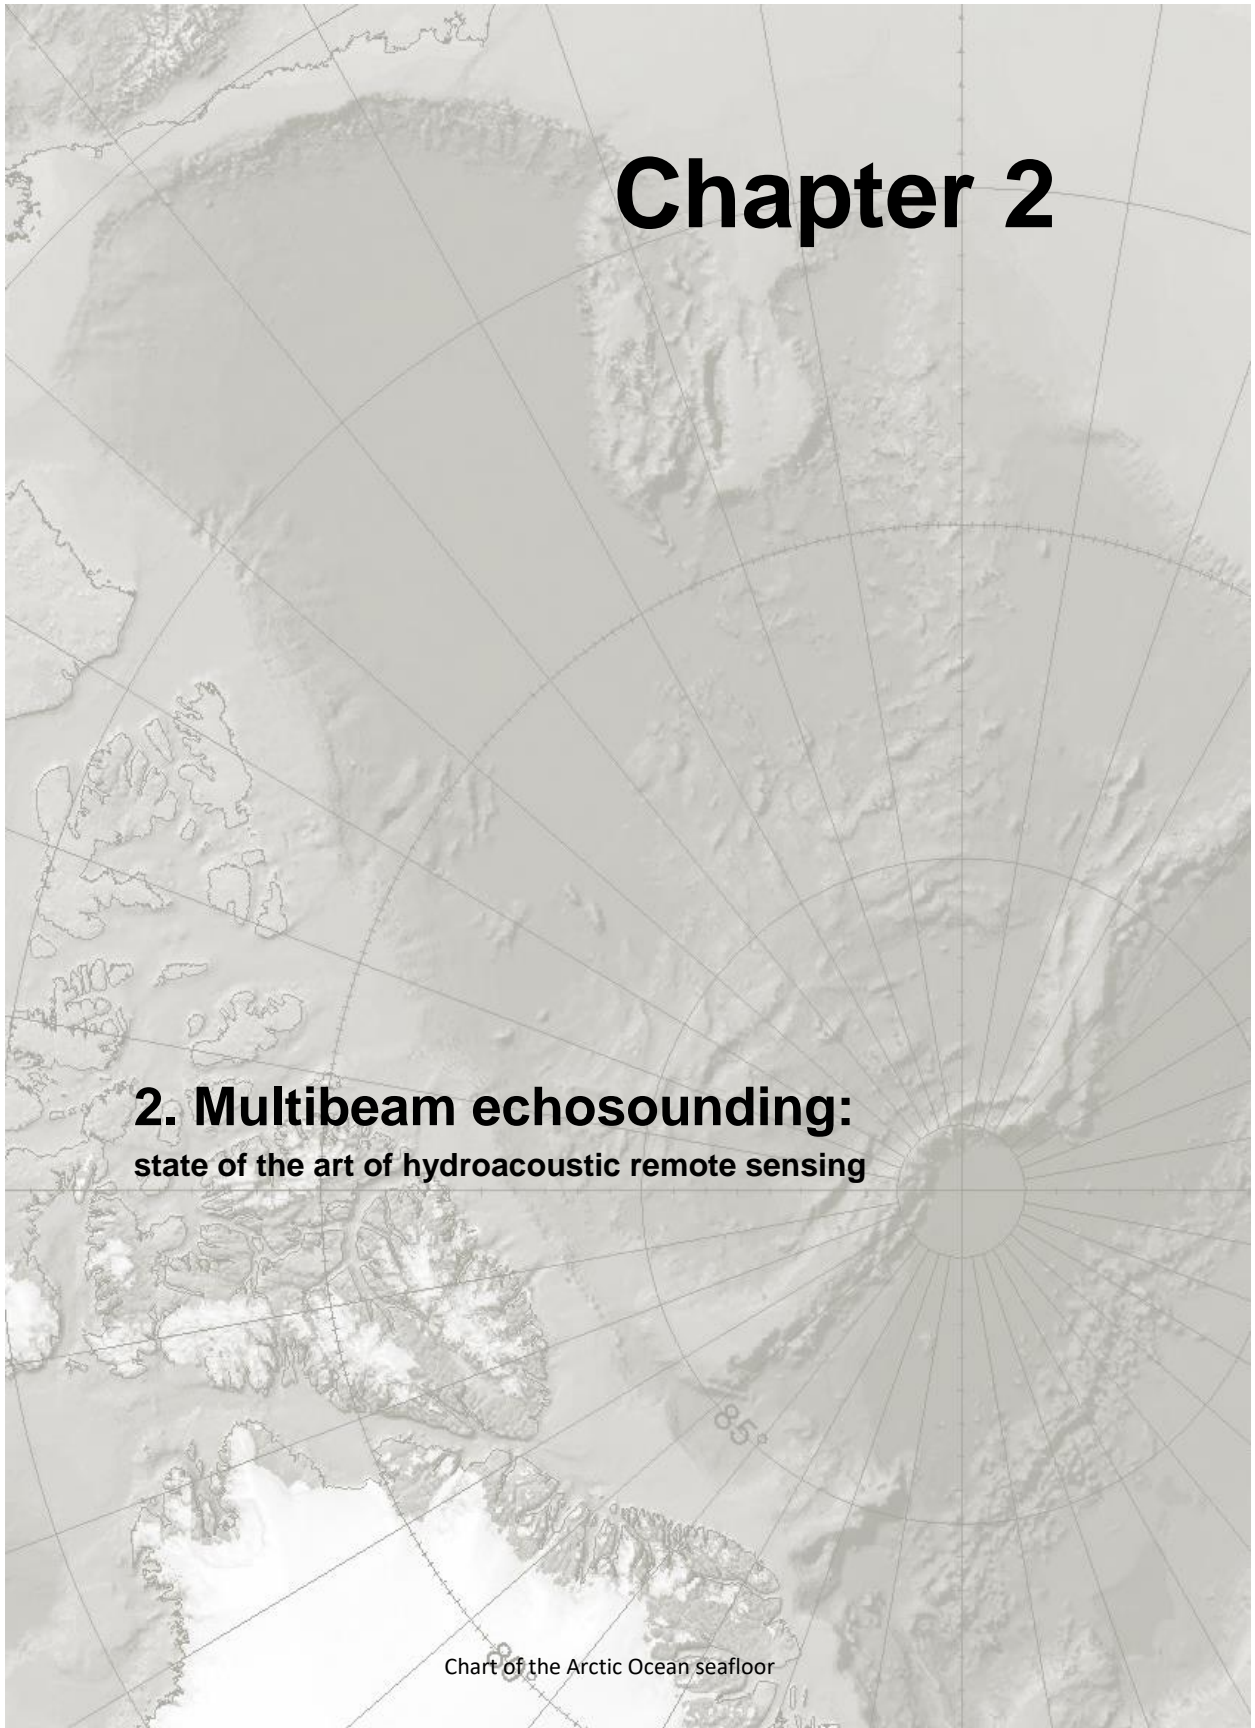 Chapter 2
2. Multibeam echosounding:
state of the art of hydroacoustic remote sensing
85°
80°
Chart of the Arctic Ocean seafloor